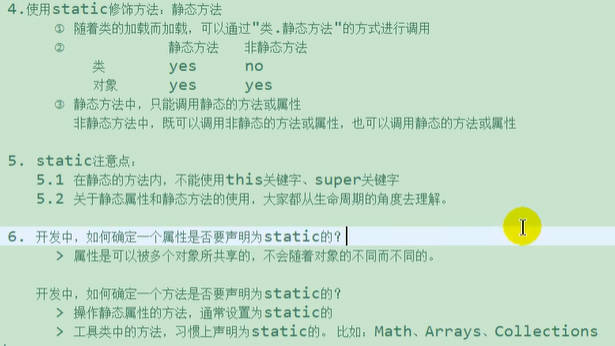 4.使用static修饰方法：静态方法
① 随着类的加载而加载，可以通过"类.静态方法"的方式进行调用
② 静态方法 非静态方法
类 yes no
对象 yes yes
③ 静态方法中，只能调用静态的方法或属性
非静态方法中，既可以调用非静态的方法或属性，也可以调用静态的方法或属性
5. static注意点：
5.1 在静态的方法内，不能使用this关键字、super关键字
5.2 关于静态属性和静态方法的使用，大家都从生命周期的角度去理解。
6. 开发中，如何确定一个属性是否要声明为static的？
> 属性是可以被多个对象所共享的，不会随着对象的不同而不同的。
开发中，如何确定一个方法是否要声明为static的？
> 操作静态属性的方法，通常设置为static的
> 工具类中的方法，习惯上声明为static的。 比如：Math、Arrays、Collections